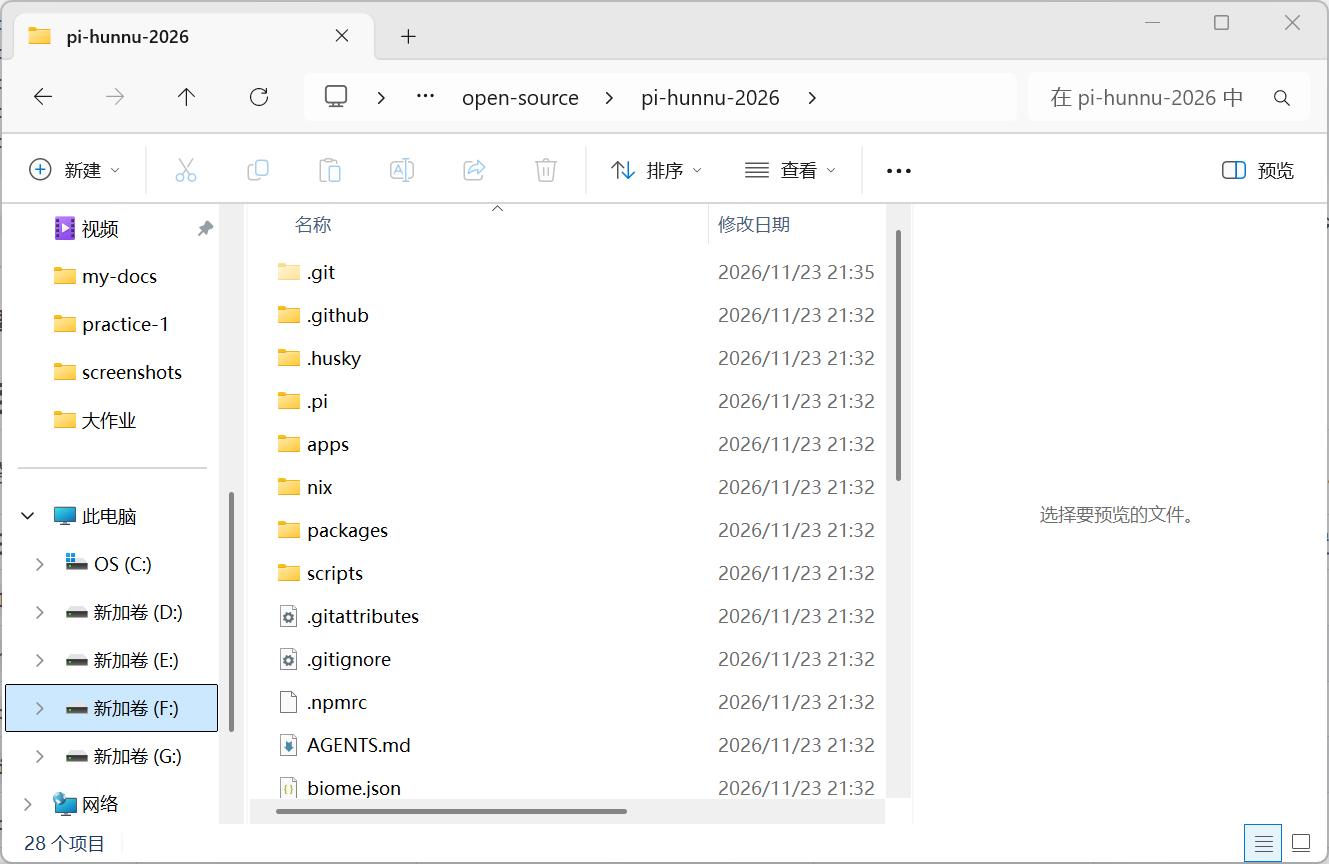 pi-hunnu-2026
open-source
pi-hunnu-2026
在 pi-hunnu-2026 中
新建
排序
查看
预览
视频
my-docs
practice-1
screenshots
大作业
此电脑
OS (C:)
新加卷 (D:)
新加卷 (E:)
新加卷 (F:)
新加卷 (G:)
网络
名称 修改日期
.git 2026/11/23 21:35
.github 2026/11/23 21:32
.husky 2026/11/23 21:32
.pi 2026/11/23 21:32
apps 2026/11/23 21:32
nix 2026/11/23 21:32
packages 2026/11/23 21:32
scripts 2026/11/23 21:32
.gitattributes 2026/11/23 21:32
.gitignore 2026/11/23 21:32
.npmrc 2026/11/23 21:32
AGENTS.md 2026/11/23 21:32
biome.json 2026/11/23 21:32
选择要预览的文件。
28 个项目